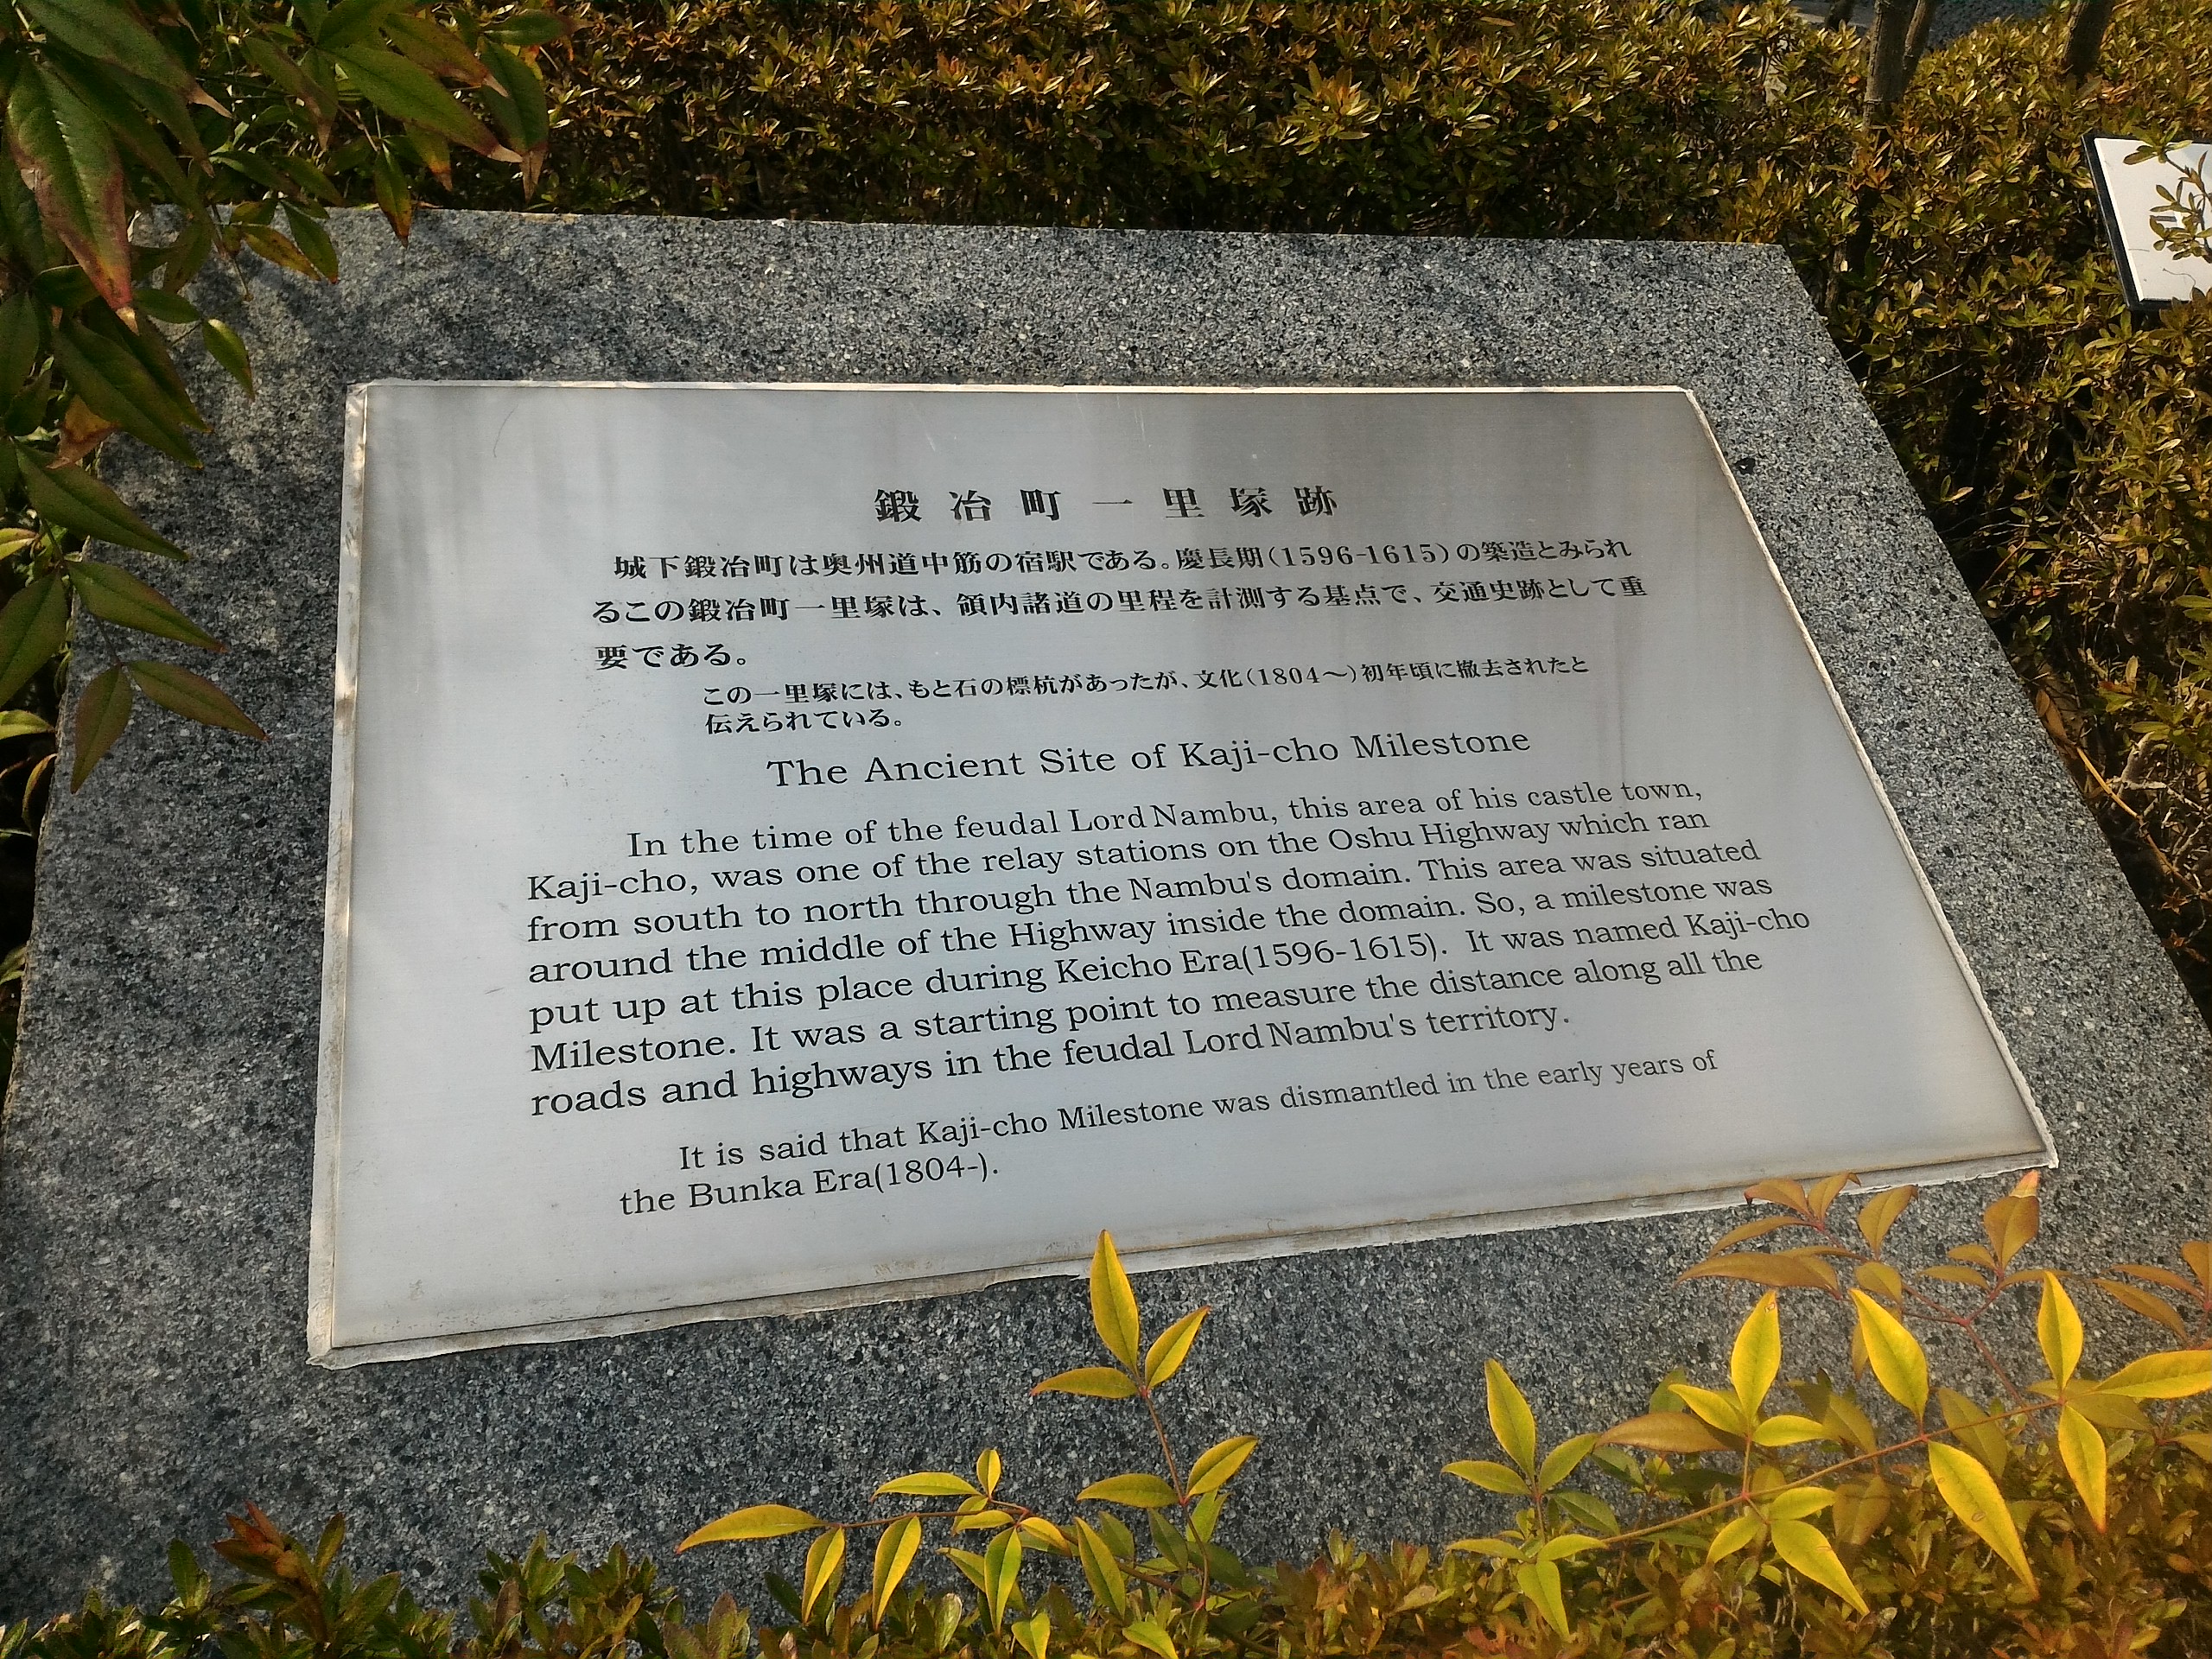 鍛冶町一里塚跡
城下鍛冶町は奥州道中筋の宿駅である。慶長期(1596-1615)の築造とみられ
るこの鍛冶町一里塚は、領内諸道の里程を計測する基点で、交通史跡として重
要である。
この一里塚には、もと石の標杭があったが、文化(1804～)初年頃に撤去されたと
伝えられている。
The Ancient Site of Kaji-cho Milestone
In the time of the feudal Lord Nambu, this area of his castle town,
Kaji-cho, was one of the relay stations on the Oshu Highway which ran
from south to north through the Nambu's domain. This area was situated
around the middle of the Highway inside the domain. So, a milestone was
put up at this place during Keicho Era(1596-1615). It was named Kaji-cho
Milestone. It was a starting point to measure the distance along all the
roads and highways in the feudal Lord Nambu's territory.
It is said that Kaji-cho Milestone was dismantled in the early years of
the Bunka Era(1804-).